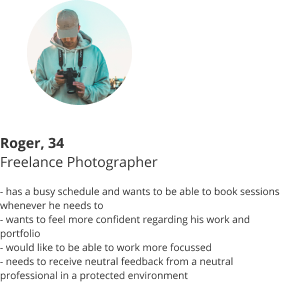 Roger, 34
Freelance Photographer
- has a busy schedule and wants to be able to book sessions
whenever he needs to
- wants to feel more confident regarding his work and
portfolio
- would like to be able to work more focussed
- needs to receive neutral feedback from a neutral
professional in a protected environment